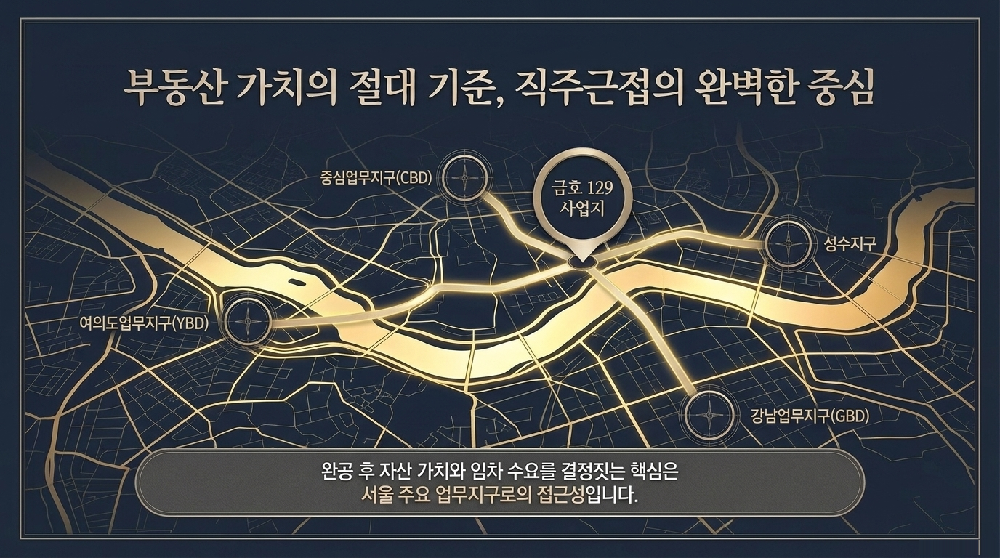 부동산 가치의 절대 기준, 직주근접의 완벽한 중심
중심업무지구(CBD)
금호 129
사업지
성수지구
여의도업무지구(YBD)
강남업무지구(GBD)
완공 후 자산 가치와 임차 수요를 결정짓는 핵심은
서울 주요 업무지구로의 접근성입니다.